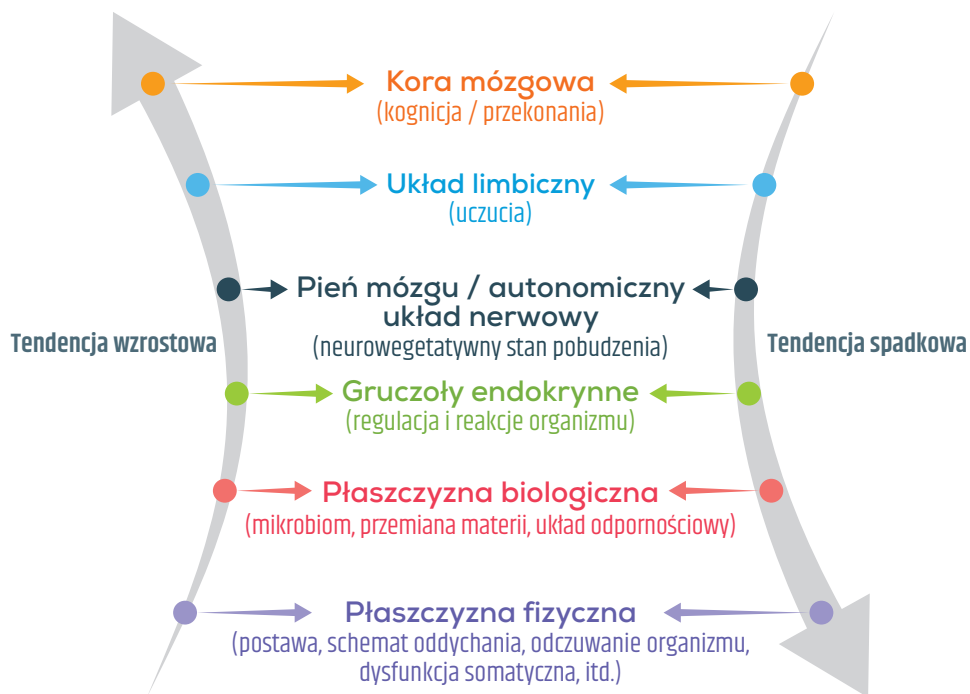 Kora mózgowa
(kognicja / przekonania)
Układ limbiczny
(uczucia)
Pień mózgu / autonomiczny
układ nerwowy
(neurowegetatywny stan pobudzenia)
Tendencja wzrostowa
Tendencja spadkowa
Gruczoły endokrynne
(regulacja i reakcje organizmu)
Płaszczyzna biologiczna
(mikrobiom, przemiana materii, układ odpornościowy)
Płaszczyzna fizyczna
(postawa, schemat oddychania, odczuwanie organizmu,
dysfunkcja somatyczna, itd.)